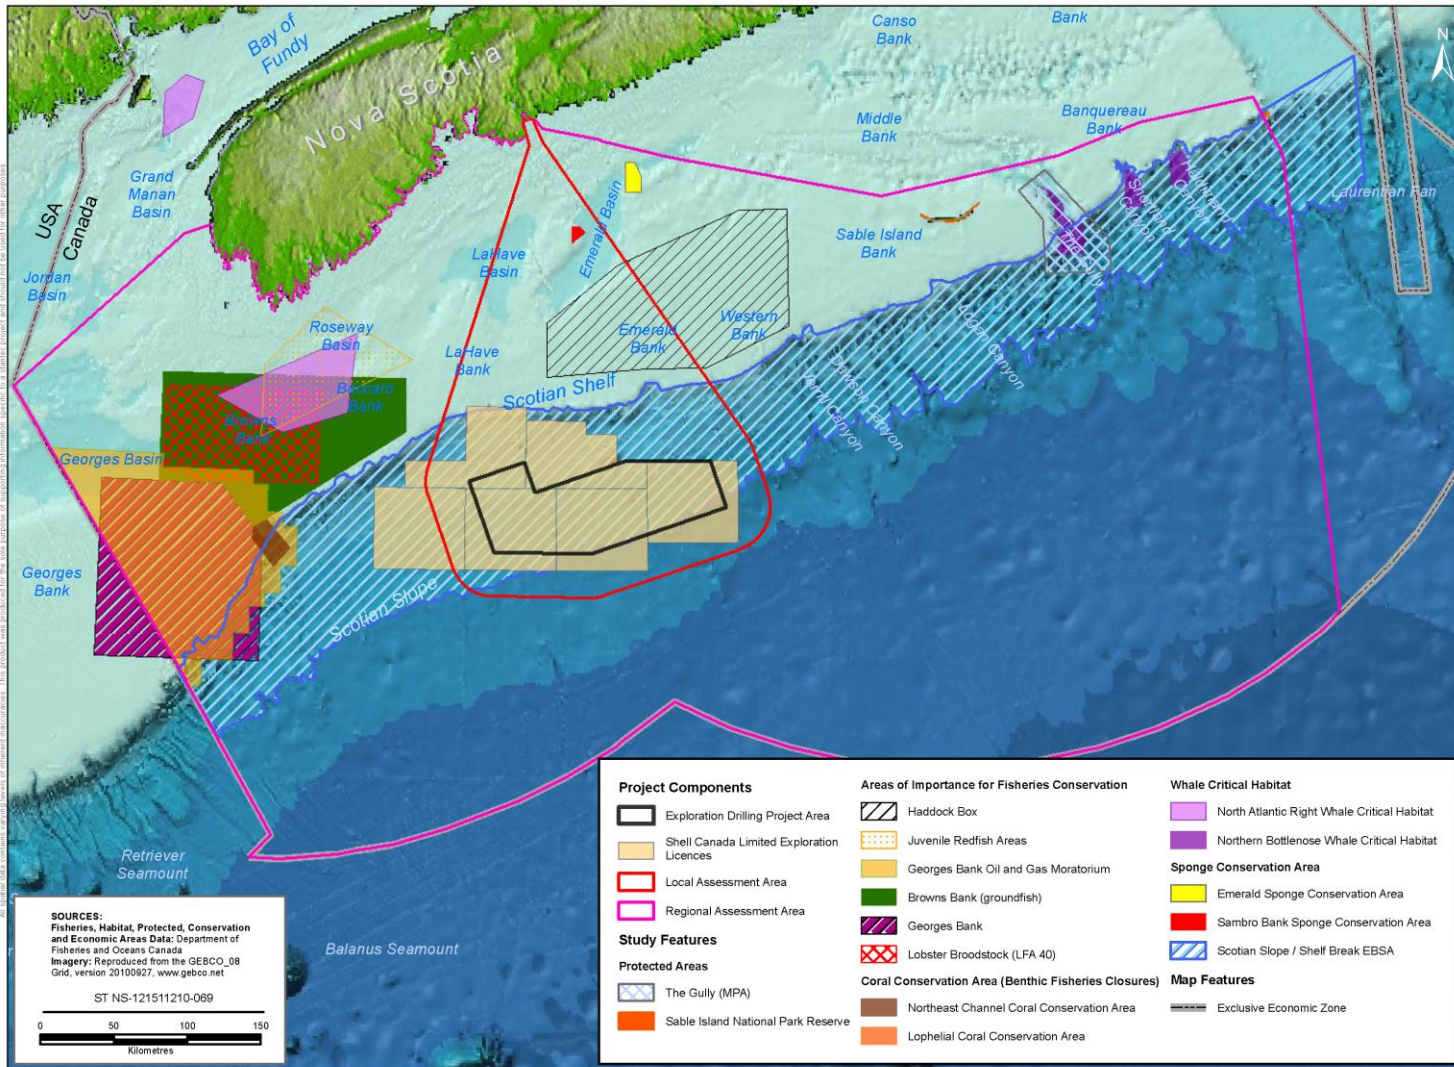 Bay of
Fundy
Nova Scotia
Canso
Bank
Bank
N
Middle
Bank
Banquereau
Bank
Grand
Manan
Basin
USA
Canada
Jordan
Basin
LaHave
Basin
Emerald Basin
Sable Island
Bank
The Gully
Shortland
Canyon
Haldimand
Canyon
Laurentian Fan
Roseway
Basin
LaHave
Bank
Emerald
Bank
Western
Bank
Logan Canyon
Dawson Canyon
Verrill Canyon
Baccaro
Bank
Browns
Bank
Scotian Shelf
Georges Basin
Georges
Bank
Scotian Slope
Retriever
Seamount
Balanus Seamount
SOURCES:
Fisheries, Habitat, Protected, Conservation
and Economic Areas Data: Department of
Fisheries and Oceans Canada
Imagery: Reproduced from the GEBCO_08
Grid, version 20100927, www.gebco.net
ST NS-121511210-069
0 50 100 150
Kilometres
Project Components
Exploration Drilling Project Area
Shell Canada Limited Exploration
Licences
Local Assessment Area
Regional Assessment Area
Study Features
Protected Areas
The Gully (MPA)
Sable Island National Park Reserve
Areas of Importance for Fisheries Conservation
Haddock Box
Juvenile Redfish Areas
Georges Bank Oil and Gas Moratorium
Browns Bank (groundfish)
Georges Bank
Lobster Broodstock (LFA 40)
Coral Conservation Area (Benthic Fisheries Closures)
Northeast Channel Coral Conservation Area
Lophelial Coral Conservation Area
Whale Critical Habitat
North Atlantic Right Whale Critical Habitat
Northern Bottlenose Whale Critical Habitat
Sponge Conservation Area
Emerald Sponge Conservation Area
Sambro Bank Sponge Conservation Area
Scotian Slope / Shelf Break EBSA
Map Features
Exclusive Economic Zone